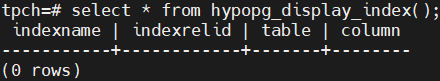 tpch=# select * from hypopg_display_index();
 indexname | indexrelid | table | column
-----------+------------+-------+--------
(0 rows)